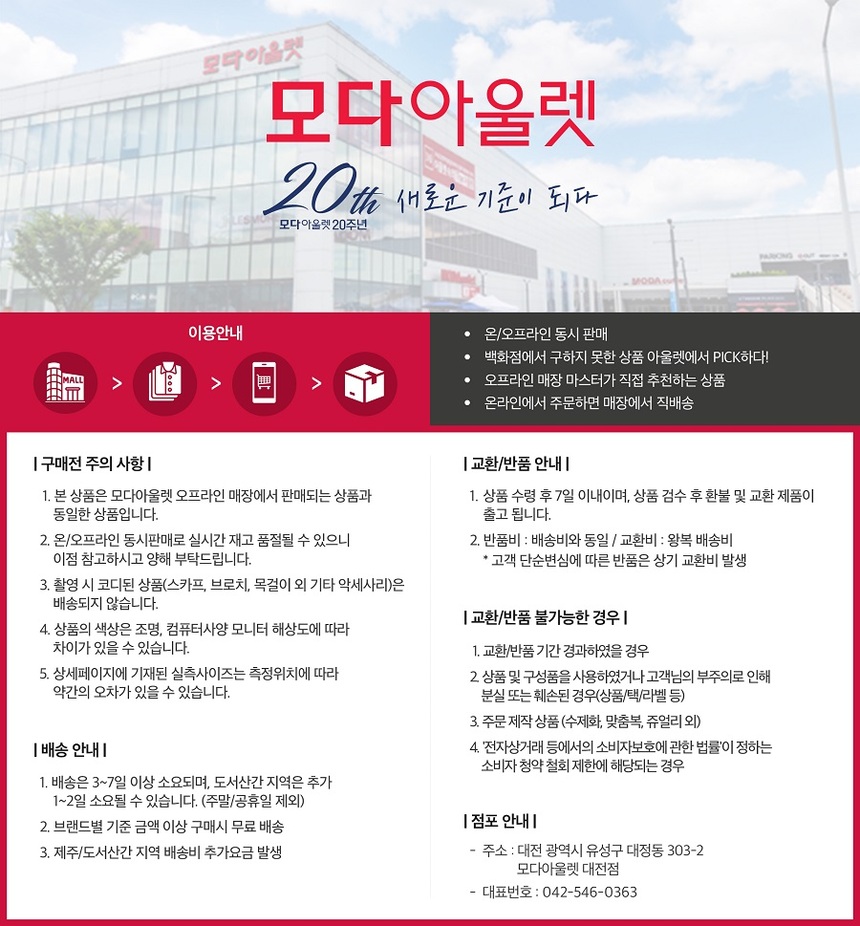 모다아울렛
모다아울렛
20th 새로운 기준이 되다
모다아울렛20주년
MODA outlet
이용안내
MALL
> > >
• 온/오프라인 동시 판매
• 백화점에서 구하지 못한 상품 아울렛에서 PICK하다!
• 오프라인 매장 마스터가 직접 추천하는 상품
• 온라인에서 주문하면 매장에서 직배송
| 구매전 주의 사항 |
1. 본 상품은 모다아울렛 오프라인 매장에서 판매되는 상품과
동일한 상품입니다.
2. 온/오프라인 동시판매로 실시간 재고 품절될 수 있으니
이점 참고하시고 양해 부탁드립니다.
3. 촬영 시 코디된 상품(스카프, 브로치, 목걸이 외 기타 악세사리)은
배송되지 않습니다.
4. 상품의 색상은 조명, 컴퓨터사양 모니터 해상도에 따라
차이가 있을 수 있습니다.
5. 상세페이지에 기재된 실측사이즈는 측정위치에 따라
약간의 오차가 있을 수 있습니다.
| 배송 안내 |
1. 배송은 3~7일 이상 소요되며, 도서산간 지역은 추가
1~2일 소요될 수 있습니다. (주말/공휴일 제외)
2. 브랜드별 기준 금액 이상 구매시 무료 배송
3. 제주/도서산간 지역 배송비 추가요금 발생
| 교환/반품 안내 |
1. 상품 수령 후 7일 이내이며, 상품 검수 후 환불 및 교환 제품이
출고 됩니다.
2. 반품비 : 배송비와 동일 / 교환비 : 왕복 배송비
* 고객 단순변심에 따른 반품은 상기 교환비 발생
| 교환/반품 불가능한 경우 |
1. 교환/반품 기간 경과하였을 경우
2. 상품 및 구성품을 사용하였거나 고객님의 부주의로 인해
분실 또는 훼손된 경우(상품/택/라벨 등)
3. 주문 제작 상품 (수제화, 맞춤복, 쥬얼리 외)
4. '전자상거래 등에서의 소비자보호에 관한 법률'이 정하는
소비자 청약 철회 제한에 해당되는 경우
| 점포 안내 |
- 주소 : 대전 광역시 유성구 대정동 303-2
모다아울렛 대전점
- 대표번호 : 042-546-0363